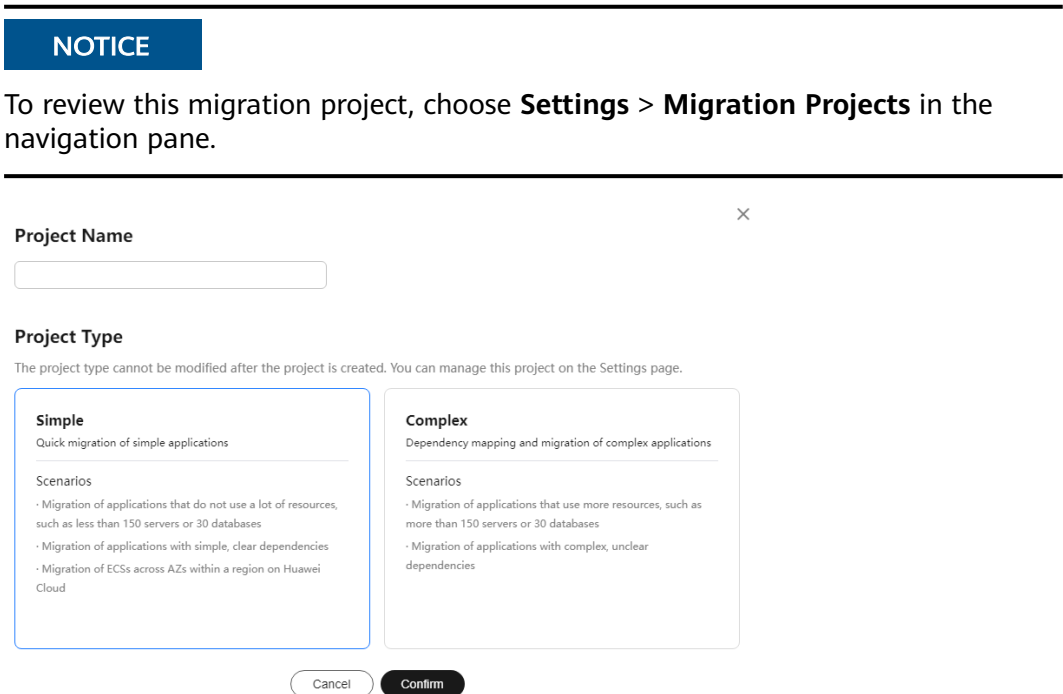 NOTICE
To review this migration project, choose Settings > Migration Projects in the
navigation pane.
Project Name
Project Type
The project type cannot be modified after the project is created. You can manage this project on the Settings page.
Simple
Quick migration of simple applications
Scenarios
· Migration of applications that do not use a lot of resources,
such as less than 150 servers or 30 databases
· Migration of applications with simple, clear dependencies
· Migration of ECSs across AZs within a region on Huawei
Cloud
Complex
Dependency mapping and migration of complex applications
Scenarios
· Migration of applications that use more resources, such as
more than 150 servers or 30 databases
· Migration of applications with complex, unclear
dependencies
Cancel
Confirm